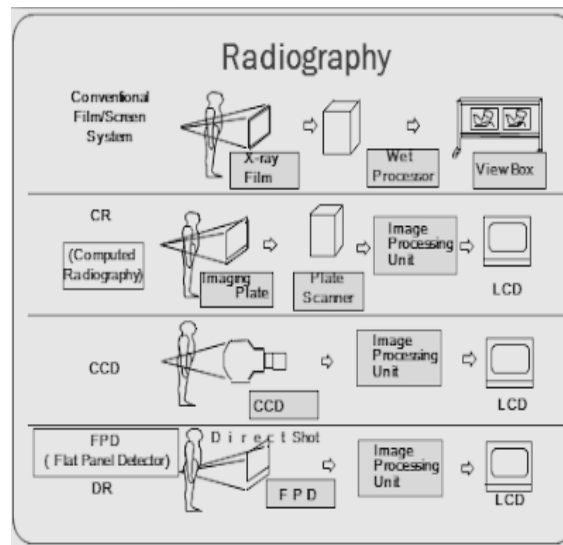 Radiography
Conventional
Film/Screen
System
X-ray
Film
Wet
Processor
View Box
CR
(Computed
Radiography)
Imaging
Plate
Plate
Scanner
Image
Processing
Unit
LCD
CCD
CCD
Image
Processing
Unit
LCD
FPD
( Flat Panel Detector)
DR
Direct Shot
FPD
Image
Processing
Unit
LCD